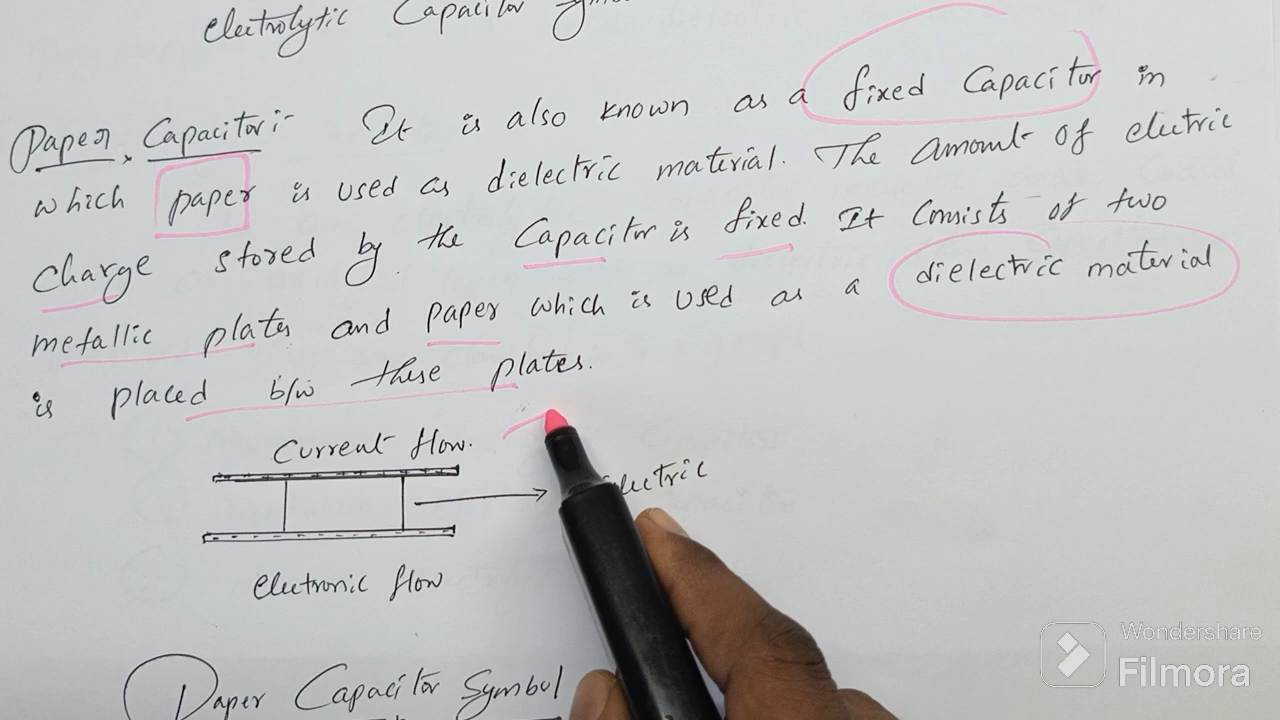 Electrolytic Capacitor
Paper, Capacitor:- It is also known as a fixed Capacitor in
which paper is used as dielectric material. The amount of electric
charge stored by the Capacitor is fixed. It Consists of two
metallic plates and paper which is used as a dielectric material
is placed b/w these plates.
Current flow.
Electronic flow
Paper Capacitor Symbol
Wondershare
Filmora